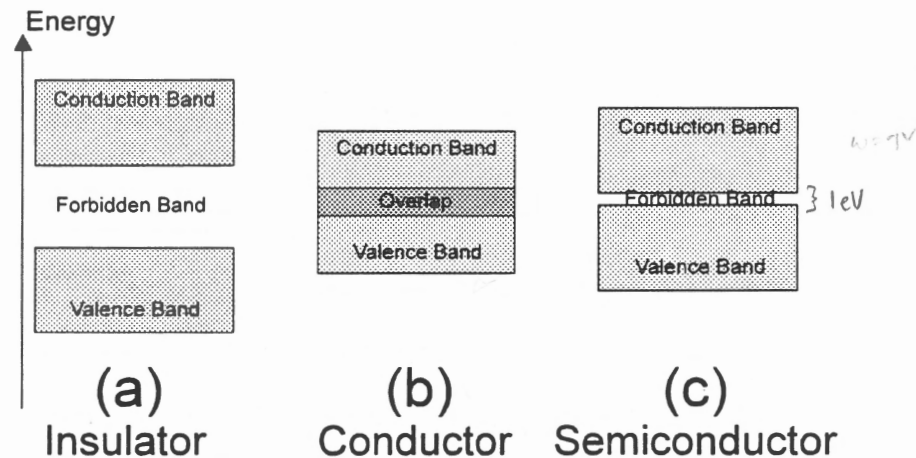 Energy
Conduction Band
Forbidden Band
Valence Band
(a)
Insulator
Conduction Band
Overlap
Valence Band
(b)
Conductor
Conduction Band
Forbidden Band
} 1eV
Valence Band
(c)
Semiconductor